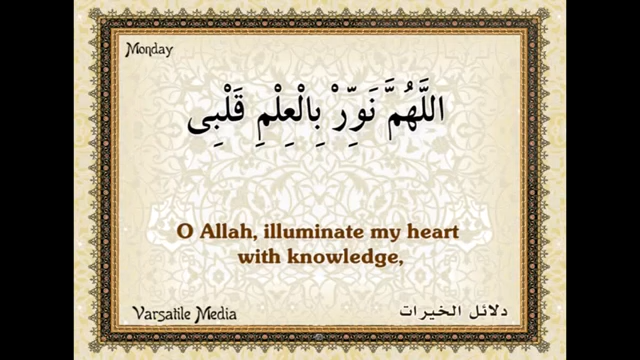 Monday
اللَّهُمَّ نَوِّرْ بِالْعِلْمِ قَلْبِى
O Allah, illuminate my heart
with knowledge,
Varsatile Media
دلائل الخيرات